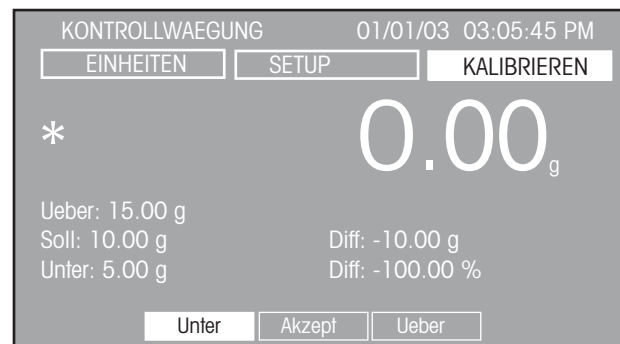 KONTROLLWAEGUNG 01/01/03 03:05:45 PM
EINHEITEN SETUP KALIBRIEREN
* 0.00 g
Ueber: 15.00 g
Soll: 10.00 g Diff: -10.00 g
Unter: 5.00 g Diff: -100.00 %
Unter Akzept Ueber